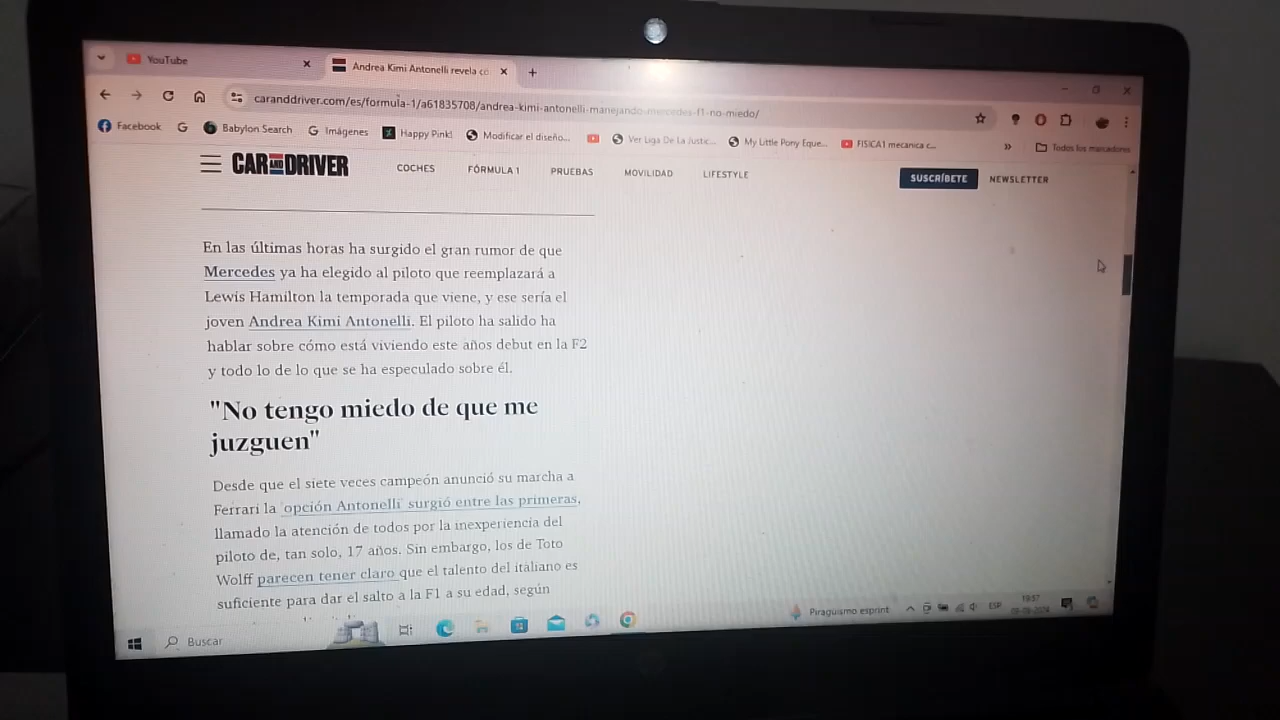 YouTube
Andrea Kimi Antonelli revela có
caranddriver.com/es/formula-1/a61835708/andrea-kimi-antonelli-manejando-mercedes-f1-no-miedo/
Facebook
Babylon Search
Imágenes
Happy Pink!
Modificar el diseño...
Ver Liga De La Justic...
My Little Pony Eque...
FISICA1 mecanica c...
»
Todos los marcadores
CAR AND DRIVER
COCHES
FÓRMULA 1
PRUEBAS
MOVILIDAD
LIFESTYLE
SUSCRÍBETE
NEWSLETTER
En las últimas horas ha surgido el gran rumor de que
Mercedes ya ha elegido al piloto que reemplazará a
Lewis Hamilton la temporada que viene, y ese sería el
joven Andrea Kimi Antonelli. El piloto ha salido ha
hablar sobre cómo está viviendo este años debut en la F2
y todo lo de lo que se ha especulado sobre él.
"No tengo miedo de que me
juzguen"
Desde que el siete veces campeón anunció su marcha a
Ferrari la 'opción Antonelli' surgió entre las primeras,
llamado la atención de todos por la inexperiencia del
piloto de, tan solo, 17 años. Sin embargo, los de Toto
Wolff parecen tener claro que el talento del italiano es
suficiente para dar el salto a la F1 a su edad, según
Buscar
Piragüismo esprint
ESP
19:57